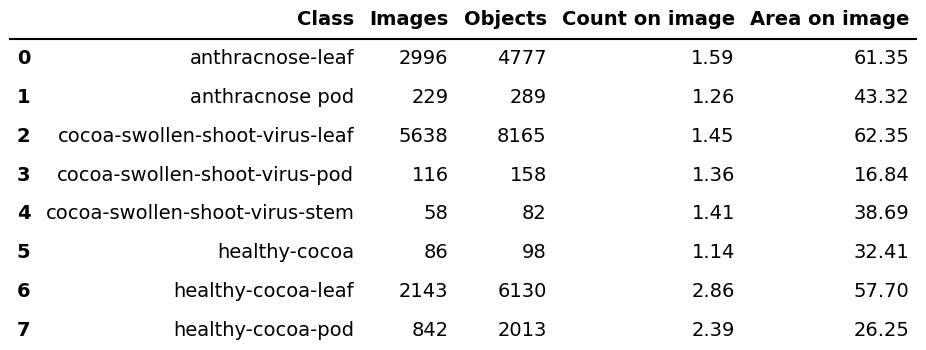 Class Images Objects Count on image Area on image
0 anthracnose-leaf 2996 4777 1.59 61.35
1 anthracnose pod 229 289 1.26 43.32
2 cocoa-swollen-shoot-virus-leaf 5638 8165 1.45 62.35
3 cocoa-swollen-shoot-virus-pod 116 158 1.36 16.84
4 cocoa-swollen-shoot-virus-stem 58 82 1.41 38.69
5 healthy-cocoa 86 98 1.14 32.41
6 healthy-cocoa-leaf 2143 6130 2.86 57.70
7 healthy-cocoa-pod 842 2013 2.39 26.25